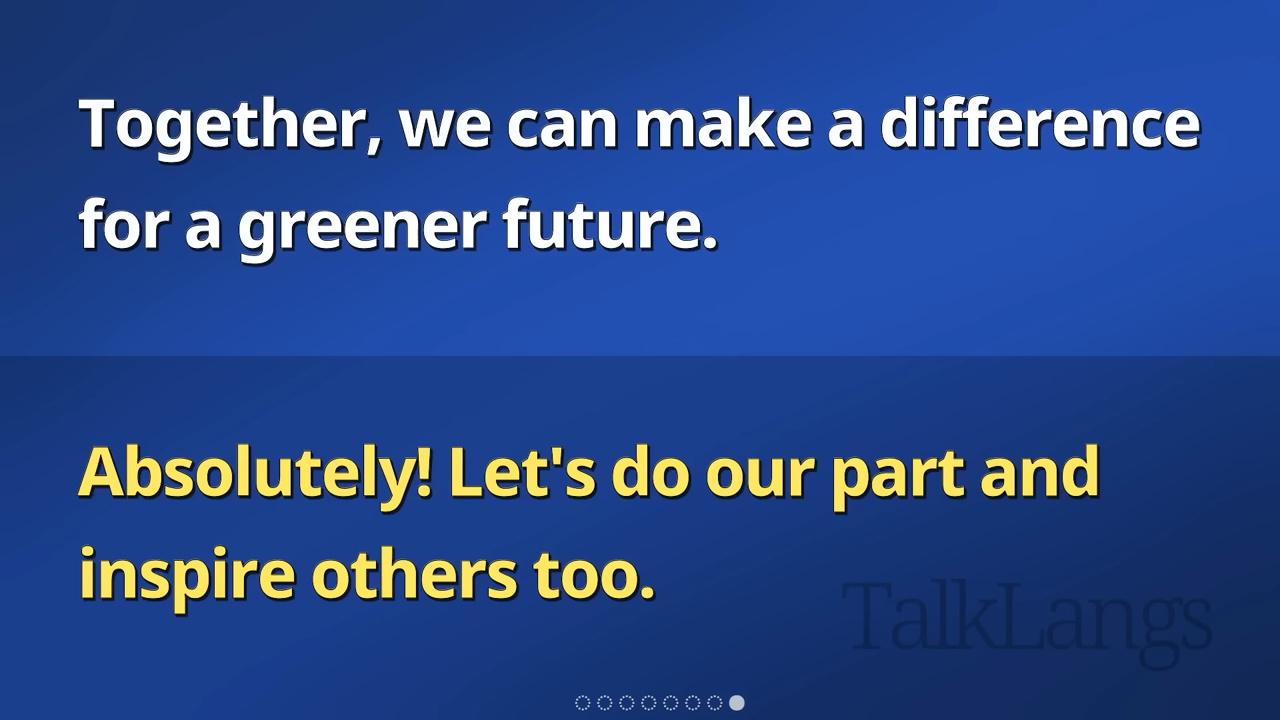 Together, we can make a difference
for a greener future.
Absolutely! Let's do our part and
inspire others too.
TalkLangs